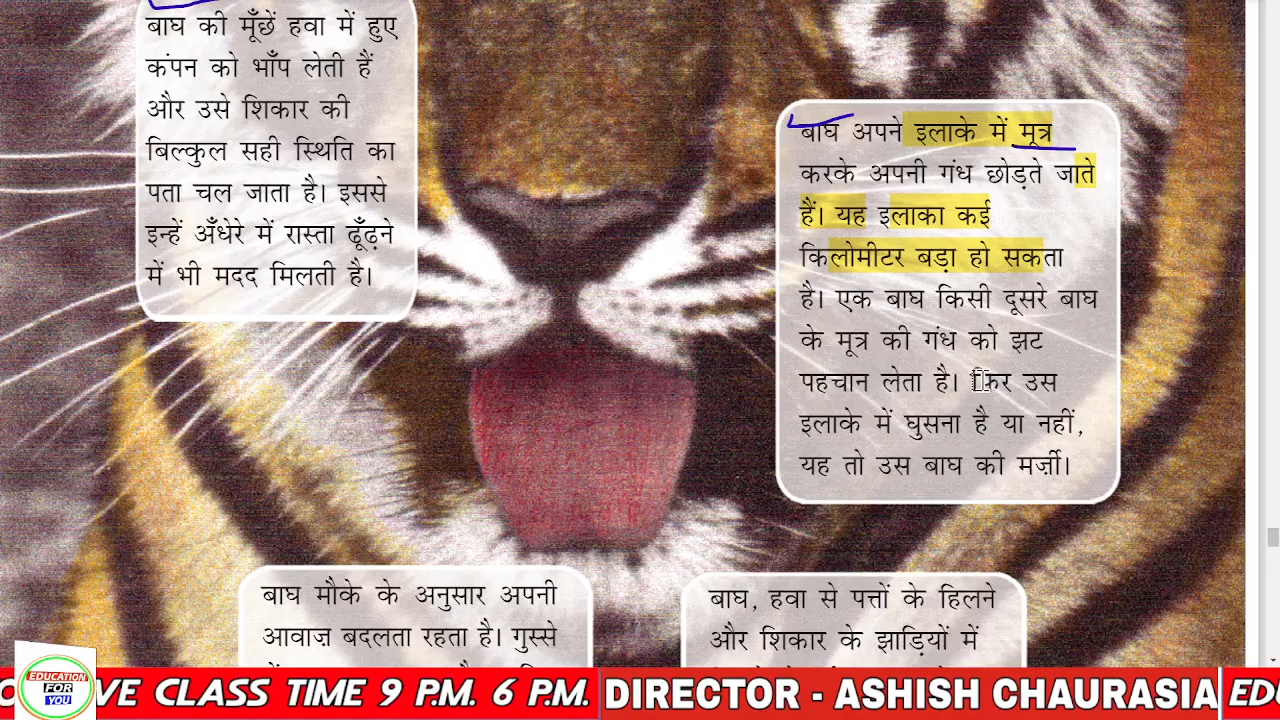 बाघ की मूँछें हवा में हुए
कंपन को भाँप लेती हैं
और उसे शिकार की
बिल्कुल सही स्थिति का
पता चल जाता है। इससे
इन्हें अँधेरे में रास्ता ढूँढ़ने
में भी मदद मिलती है।
बाघ अपने इलाके में मूत्र
करके अपनी गंध छोड़ते जाते
हैं। यह इलाका कई
किलोमीटर बड़ा हो सकता
है। एक बाघ किसी दूसरे बाघ
के मूत्र की गंध को झट
पहचान लेता है। फिर उस
इलाके में घुसना है या नहीं,
यह तो उस बाघ की मर्ज़ी।
बाघ मौके के अनुसार अपनी
आवाज़ बदलता रहता है। गुस्से
बाघ, हवा से पत्तों के हिलने
और शिकार के झाड़ियों में
EDUCATION
FOR
YOU
VE CLASS TIME 9 P.M. 6 P.M.
DIRECTOR - ASHISH CHAURASIA
EDU